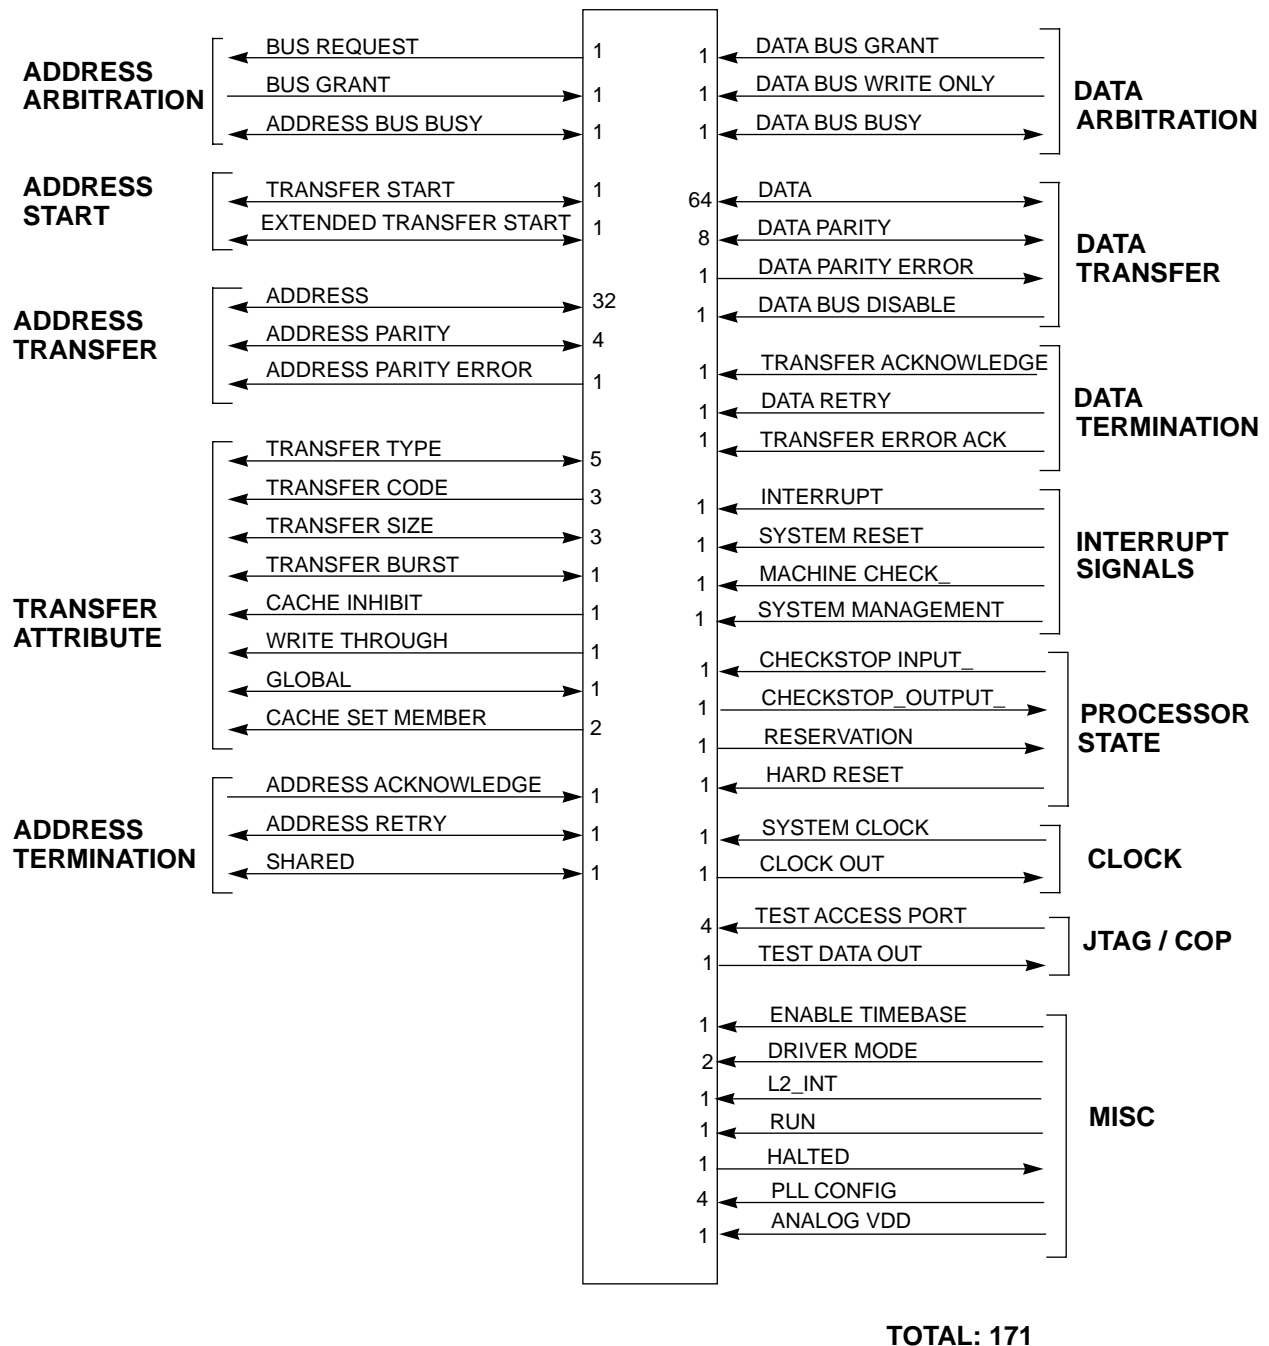 ADDRESS
ARBITRATION
BUS REQUEST 1
BUS GRANT 1
ADDRESS BUS BUSY 1
ADDRESS
START
TRANSFER START 1
EXTENDED TRANSFER START 1
ADDRESS
TRANSFER
ADDRESS 32
ADDRESS PARITY 4
ADDRESS PARITY ERROR 1
TRANSFER
ATTRIBUTE
TRANSFER TYPE 5
TRANSFER CODE 3
TRANSFER SIZE 3
TRANSFER BURST 1
CACHE INHIBIT 1
WRITE THROUGH 1
GLOBAL 1
CACHE SET MEMBER 2
ADDRESS
TERMINATION
ADDRESS ACKNOWLEDGE 1
ADDRESS RETRY 1
SHARED 1
1 DATA BUS GRANT
1 DATA BUS WRITE ONLY
1 DATA BUS BUSY
DATA
ARBITRATION
64 DATA
8 DATA PARITY
1 DATA PARITY ERROR
1 DATA BUS DISABLE
DATA
TRANSFER
1 TRANSFER ACKNOWLEDGE
1 DATA RETRY
1 TRANSFER ERROR ACK
DATA
TERMINATION
1 INTERRUPT
1 SYSTEM RESET
1 MACHINE CHECK_
1 SYSTEM MANAGEMENT
INTERRUPT
SIGNALS
1 CHECKSTOP INPUT_
1 CHECKSTOP_OUTPUT_
1 RESERVATION
1 HARD RESET
PROCESSOR
STATE
1 SYSTEM CLOCK
1 CLOCK OUT
CLOCK
4 TEST ACCESS PORT
1 TEST DATA OUT
JTAG / COP
1 ENABLE TIMEBASE
2 DRIVER MODE
1 L2_INT
1 RUN
1 HALTED
4 PLL CONFIG
1 ANALOG VDD
MISC
TOTAL: 171